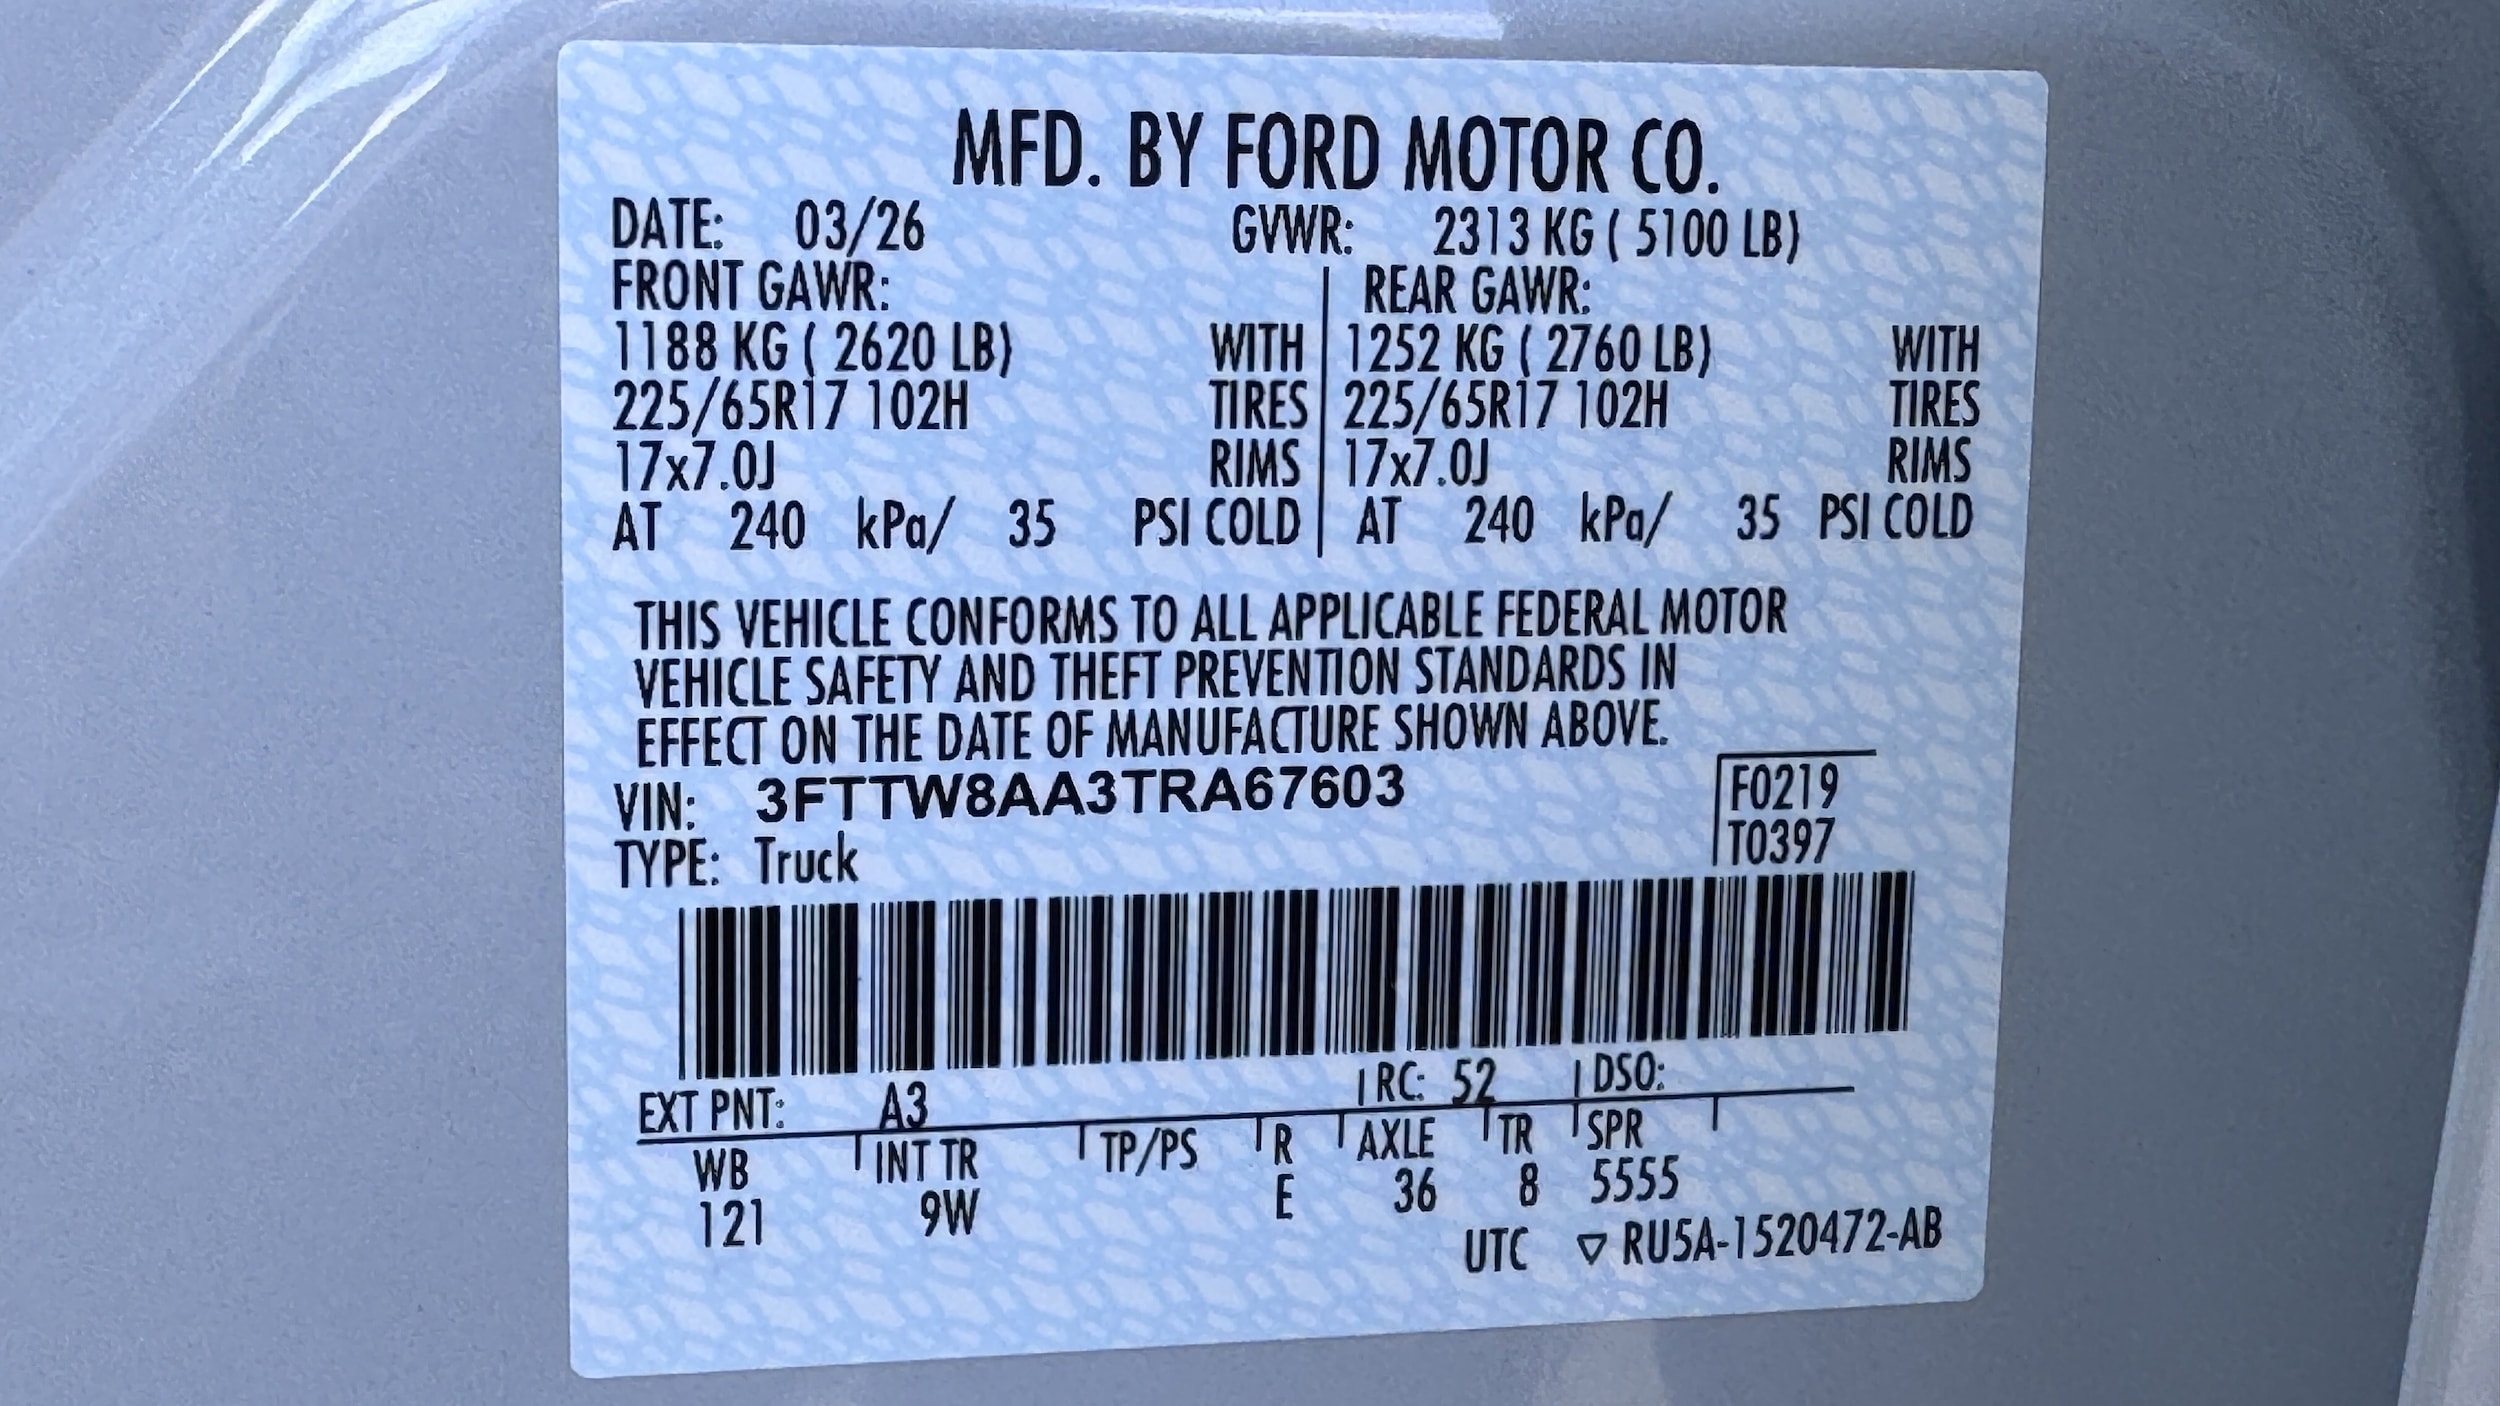 MFD. BY FORD MOTOR CO.
DATE: 03/26 GVWR: 2313 KG ( 5100 LB)
FRONT GAWR: REAR GAWR:
1188 KG ( 2620 LB) WITH 1252 KG ( 2760 LB) WITH
225/65R17 102H TIRES 225/65R17 102H TIRES
17x7.0J RIMS 17x7.0J RIMS
AT 240 kPa/ 35 PSI COLD AT 240 kPa/ 35 PSI COLD
THIS VEHICLE CONFORMS TO ALL APPLICABLE FEDERAL MOTOR
VEHICLE SAFETY AND THEFT PREVENTION STANDARDS IN
EFFECT ON THE DATE OF MANUFACTURE SHOWN ABOVE.
VIN: 3FTTW8AA3TRA67603 F0219
TYPE: Truck T0397
EXT PNT: A3 RC: 52 DSO:
WB INT TR TP/PS R AXLE TR SPR
121 9W E 36 8 5555
UTC ▽ RU5A-1520472-AB